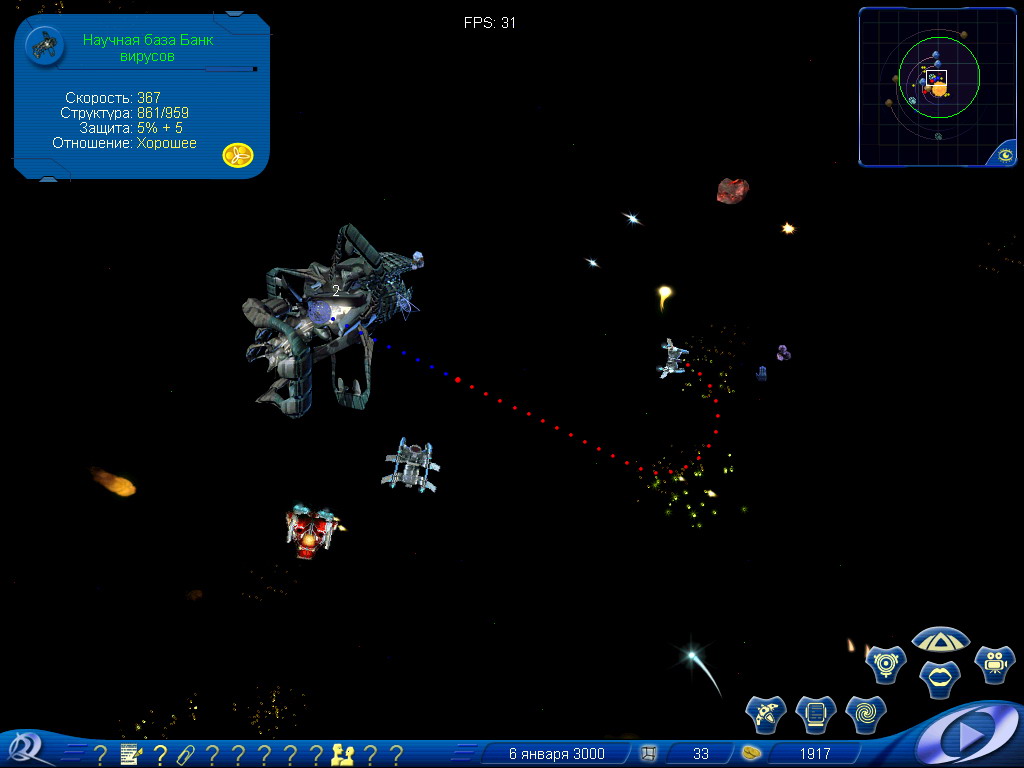 FPS: 31
Научная база Банк
вирусов
Скорость: 367
Структура: 861/959
Защита: 5% + 5
Отношение: Хорошее
2
6 января 3000
33
1917